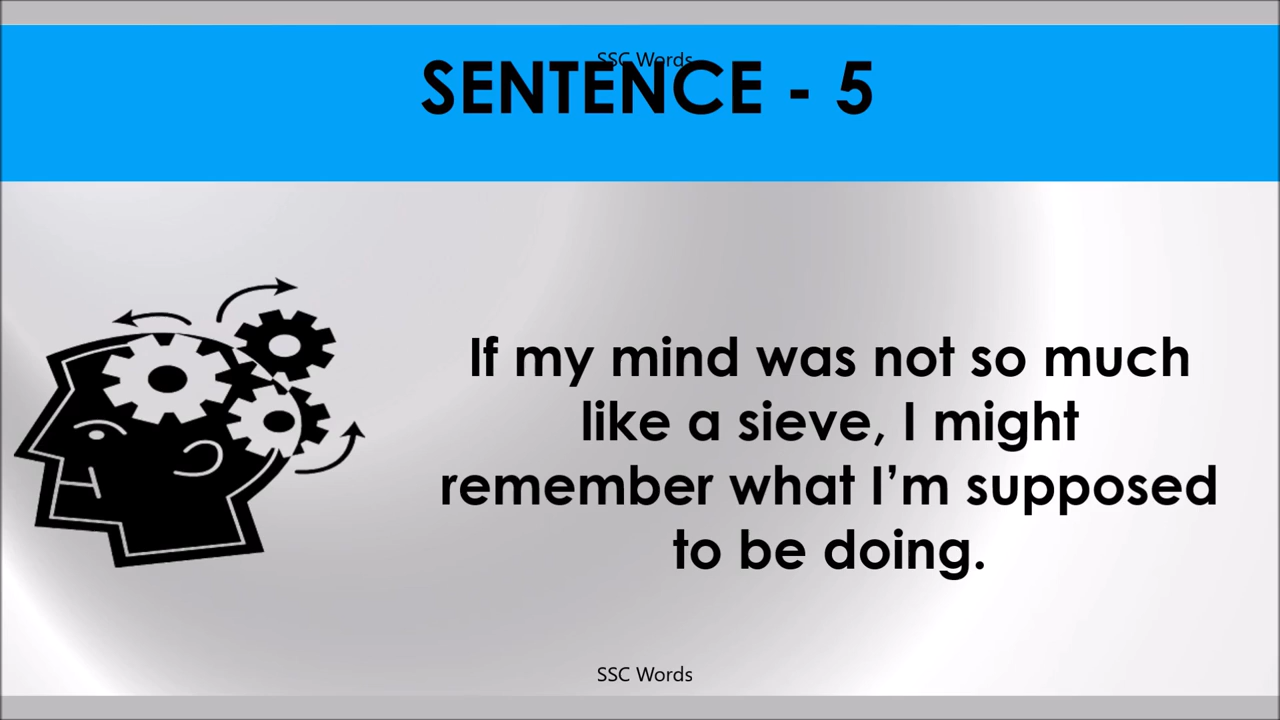 SSC Words
SENTENCE - 5
If my mind was not so much
like a sieve, I might
remember what I’m supposed
to be doing.
SSC Words